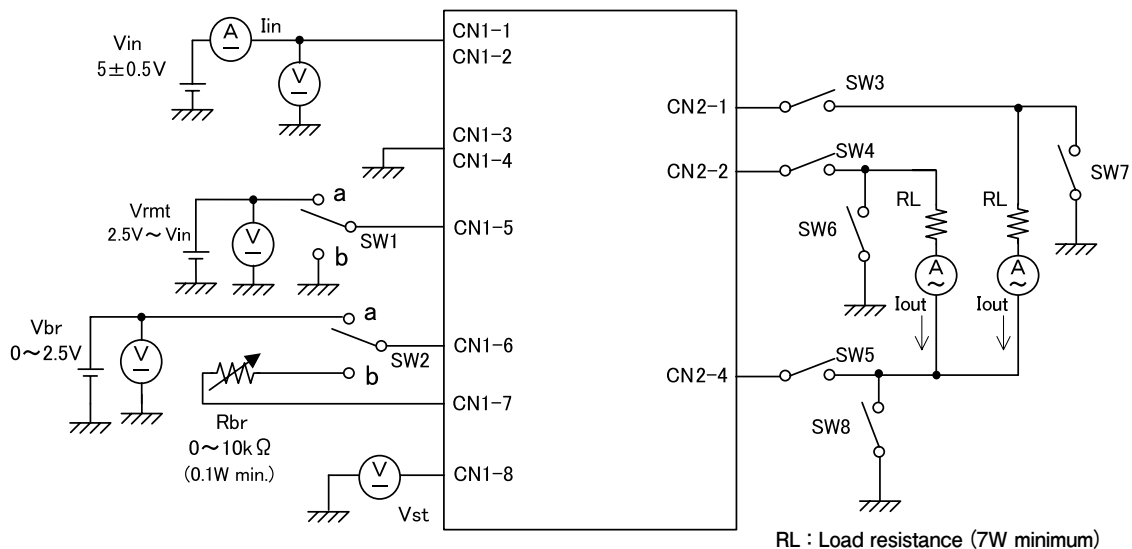 Vin
5±0.5V
A
Iin
V
CN1-1
CN1-2
CN1-3
CN1-4
Vrmt
2.5V～Vin
V
a
SW1
b
CN1-5
Vbr
0～2.5V
V
a
SW2
b
CN1-6
CN1-7
Rbr
0～10kΩ
(0.1W min.)
V
Vst
CN1-8
CN2-1
SW3
CN2-2
SW4
SW7
SW6
RL
RL
A
~
A
~
Iout
Iout
CN2-4
SW5
SW8
RL : Load resistance (7W minimum)